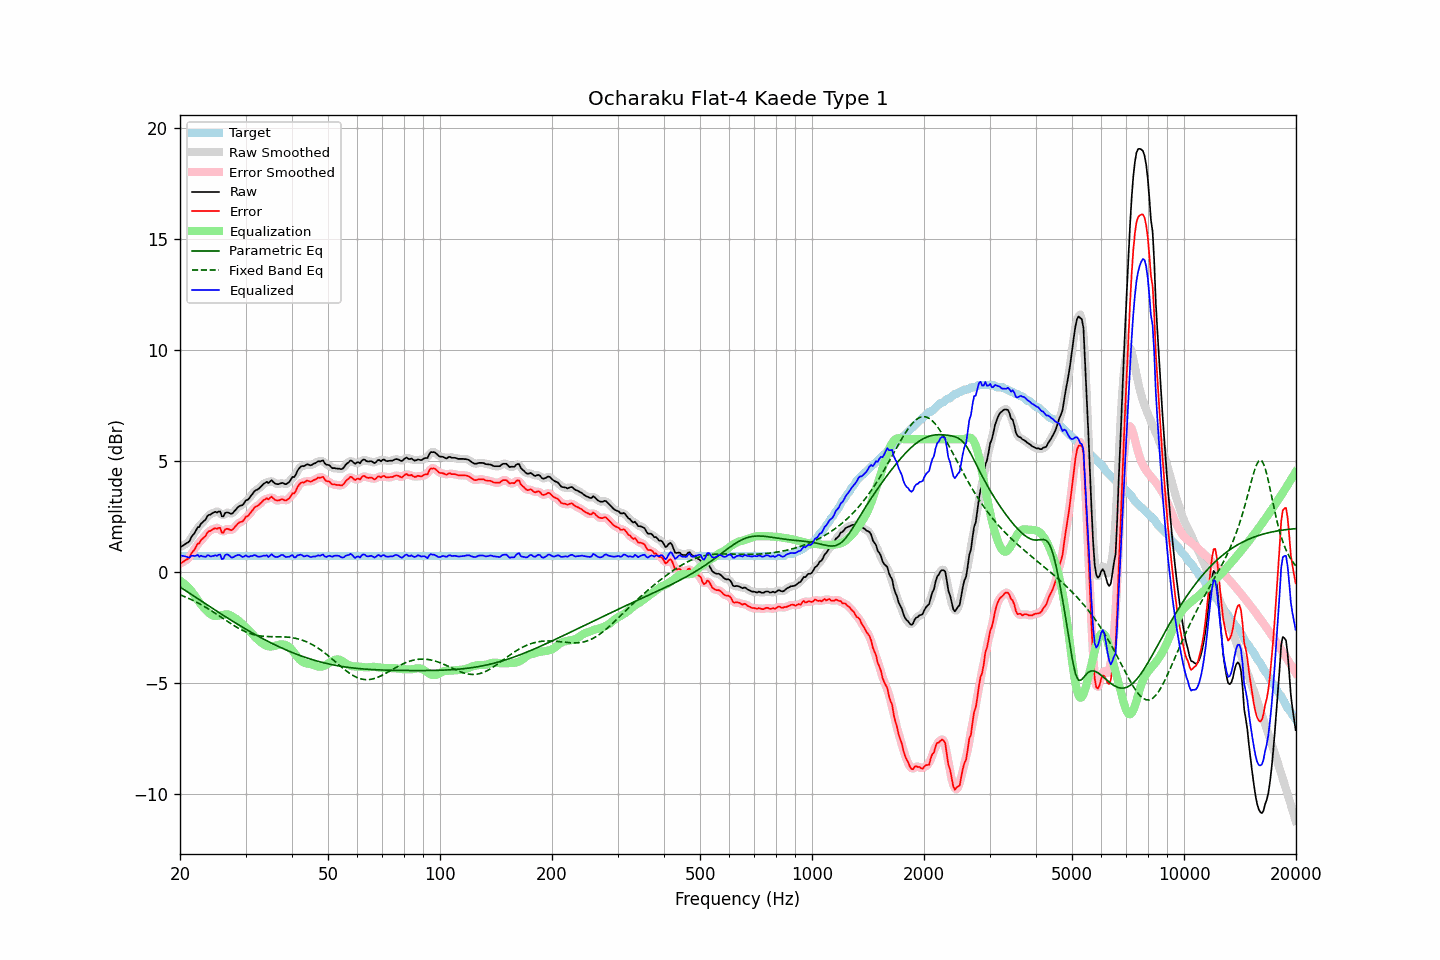 Ocharaku Flat-4 Kaede Type 1
Target
Raw Smoothed
Error Smoothed
Raw
Error
Equalization
Parametric Eq
Fixed Band Eq
Equalized
20
15
10
5
0
−5
−10
Amplitude (dBr)
20 50 100 200 500 1000 2000 5000 10000 20000
Frequency (Hz)